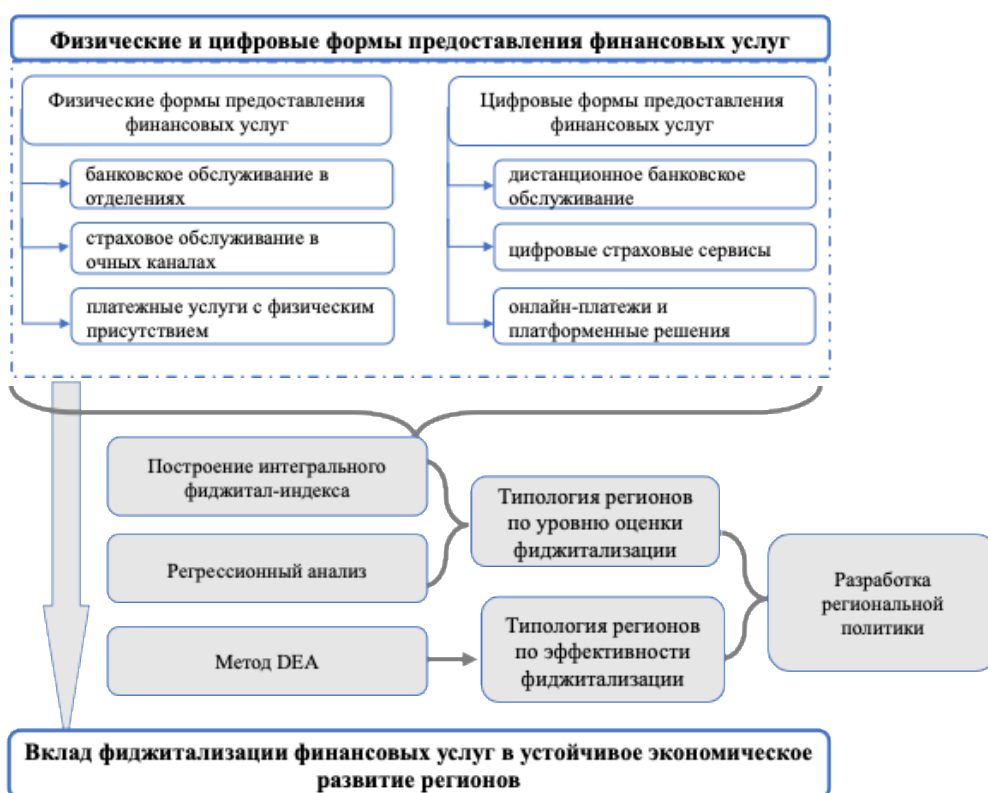 Физические и цифровые формы предоставления финансовых услуг
Физические формы предоставления
финансовых услуг
банковское обслуживание в
отделениях
страховое обслуживание в
очных каналах
платежные услуги с физическим
присутствием
Цифровые формы предоставления
финансовых услуг
дистанционное банковское
обслуживание
цифровые страховые сервисы
онлайн-платежи и
платформенные решения
Построение интегрального
фиджитал-индекса
Регрессионный анализ
Метод DEA
Типология регионов
по уровню оценки
фиджитализации
Типология регионов
по эффективности
фиджитализации
Разработка
региональной
политики
Вклад фиджитализации финансовых услуг в устойчивое экономическое
развитие регионов